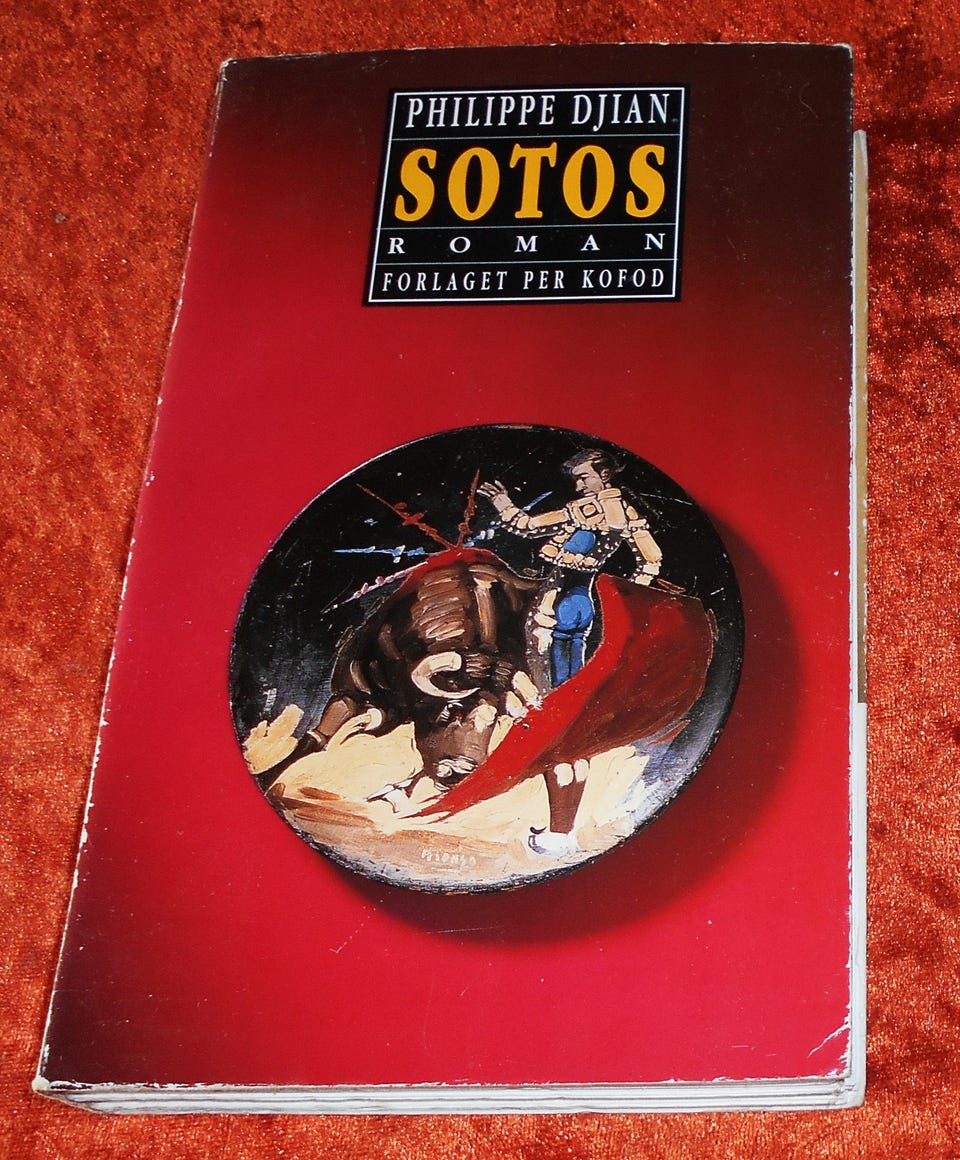 PHILIPPE DJIAN
SOTOS
ROMAN
FORLAGET PER KOFOD